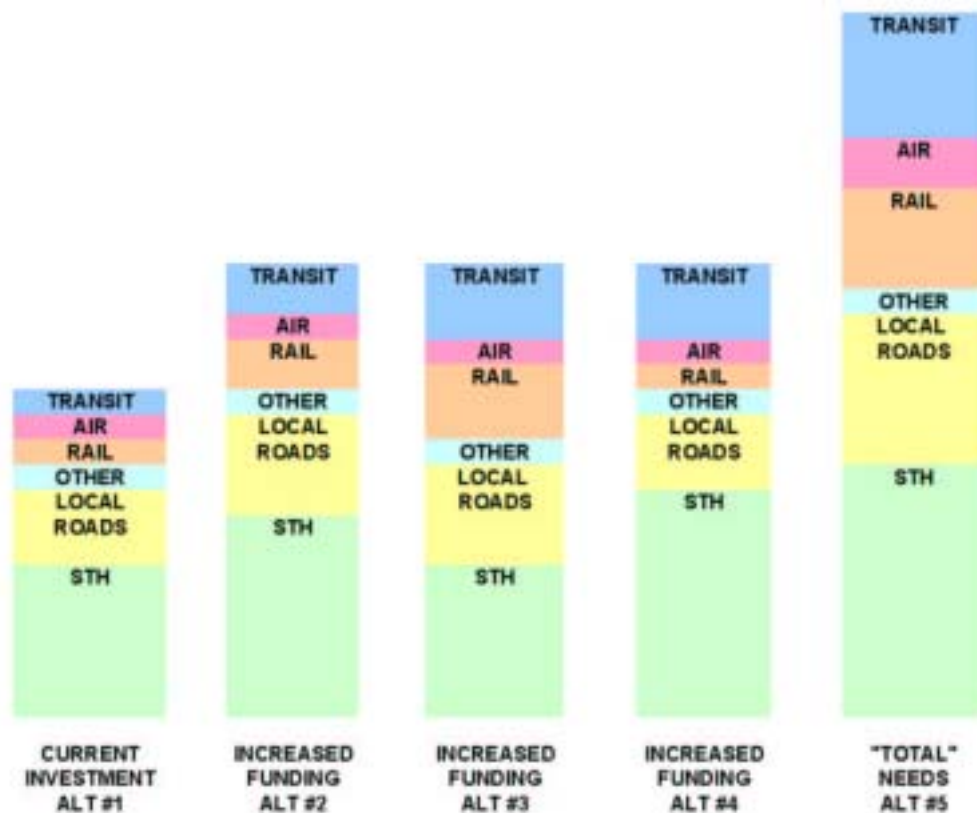 TRANSIT
AIR
RAIL
OTHER
LOCAL
ROADS
STH
CURRENT
INVESTMENT
ALT #1
TRANSIT
AIR
RAIL
OTHER
LOCAL
ROADS
STH
INCREASED
FUNDING
ALT #2
TRANSIT
AIR
RAIL
OTHER
LOCAL
ROADS
STH
INCREASED
FUNDING
ALT #3
TRANSIT
AIR
RAIL
OTHER
LOCAL
ROADS
STH
INCREASED
FUNDING
ALT #4
TRANSIT
AIR
RAIL
OTHER
LOCAL
ROADS
STH
"TOTAL"
NEEDS
ALT #5